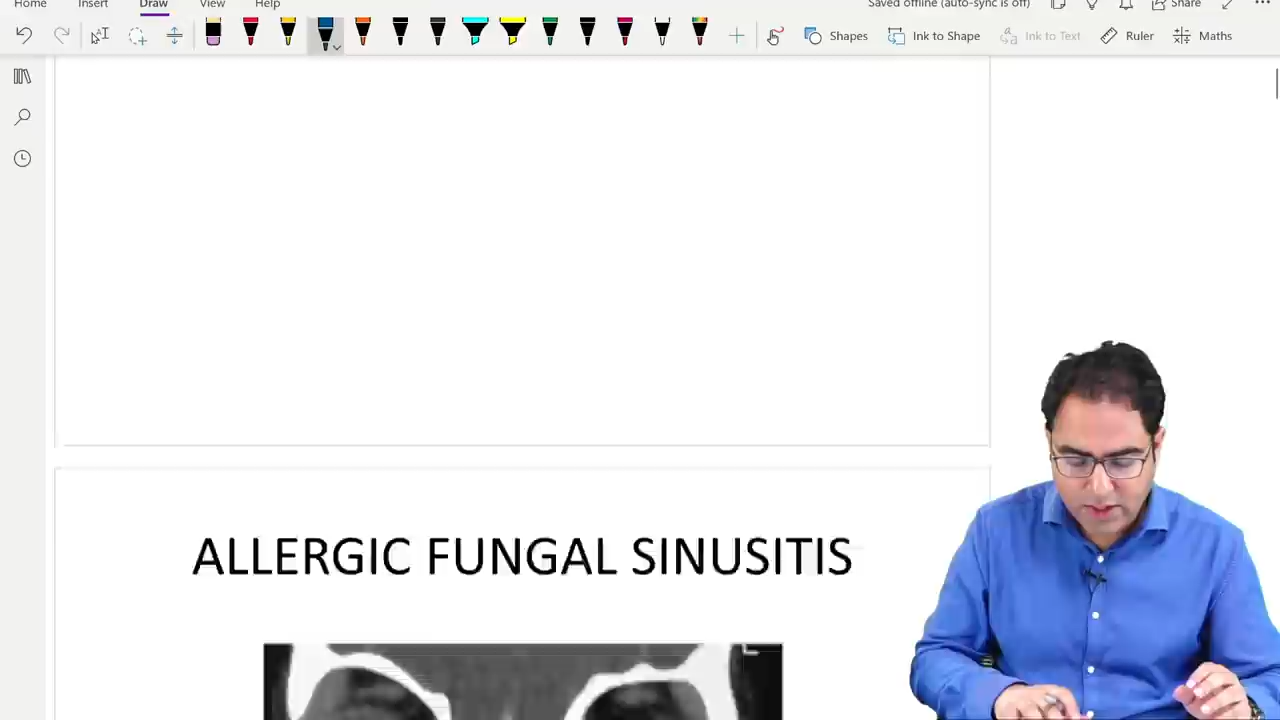 Home Insert Draw View Help Saved offline (auto-sync is off) Share
Shapes Ink to Shape Ink to Text Ruler Maths
ALLERGIC FUNGAL SINUSITIS
L